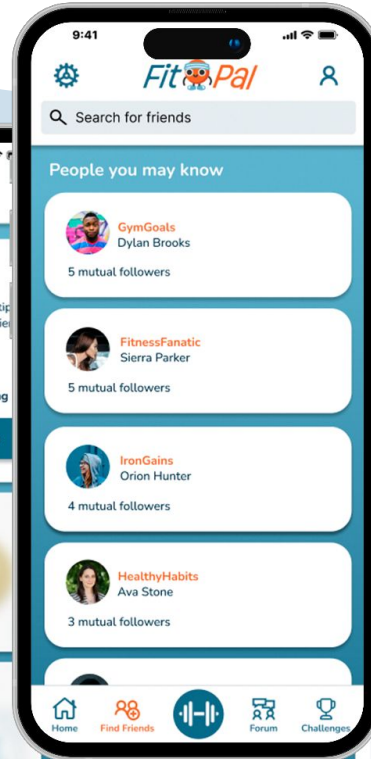 9:41
Fit Pal
Search for friends
People you may know
GymGoals
Dylan Brooks
5 mutual followers
FitnessFanatic
Sierra Parker
5 mutual followers
IronGains
Orion Hunter
4 mutual followers
HealthyHabits
Ava Stone
3 mutual followers
Home
Find Friends
Forum
Challenges